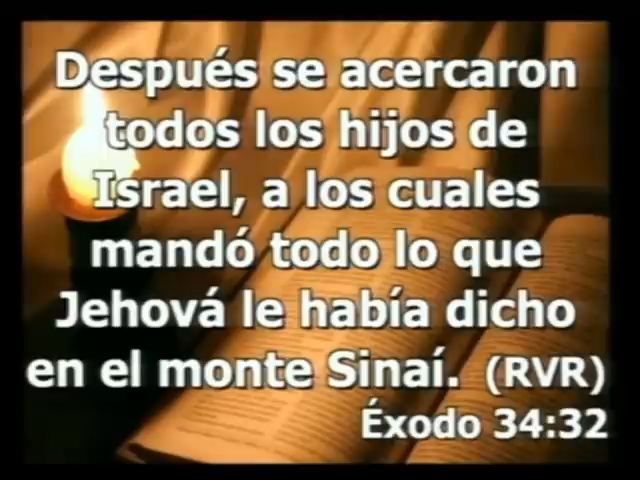 Después se acercaron
todos los hijos de
Israel, a los cuales
mandó todo lo que
Jehová le había dicho
en el monte Sinaí. (RVR)
Éxodo 34:32